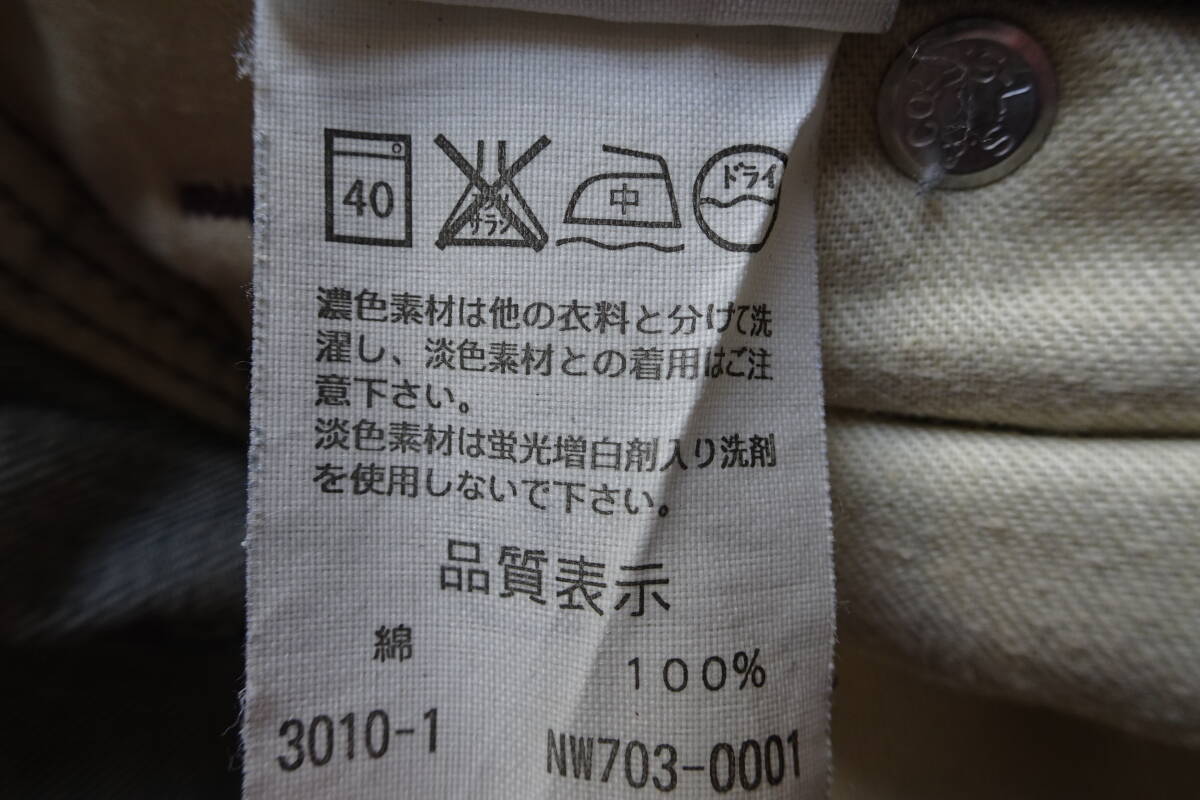 40
中
ドライ
濃色素材は他の衣料と分けて洗
濯し、淡色素材との着用はご注
意下さい。
淡色素材は蛍光増白剤入り洗剤
を使用しないで下さい。
品質表示
綿
100%
3010-1
NW703-0001